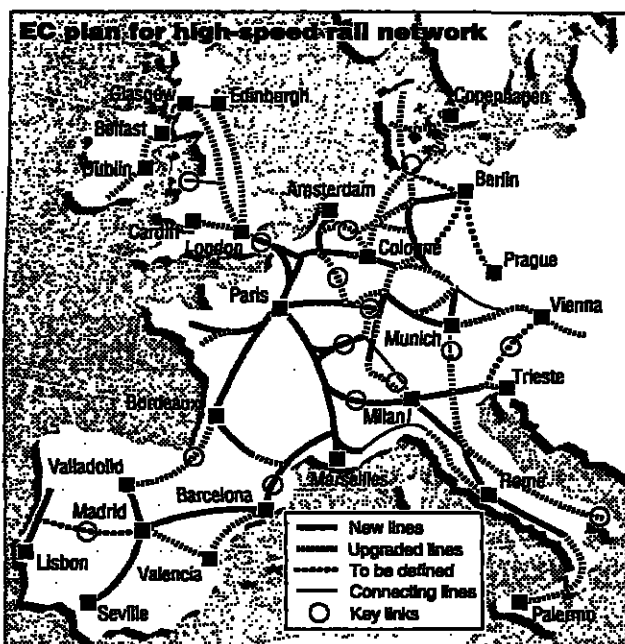 EC plan for high-speed rail network
Glasgow
Edinbergh
Copenhagen
Belfast
Dublin
Amsterdam
Berlin
Cardiff
London
Cologne
Prague
Paris
Munich
Vienna
Bordeaux
Milan
Trieste
Valladolid
Marseilles
Rome
Madrid
Barcelona
Lisbon
Valencia
Seville
Palermo
New lines
Upgraded lines
To be defined
Connecting lines
Key links